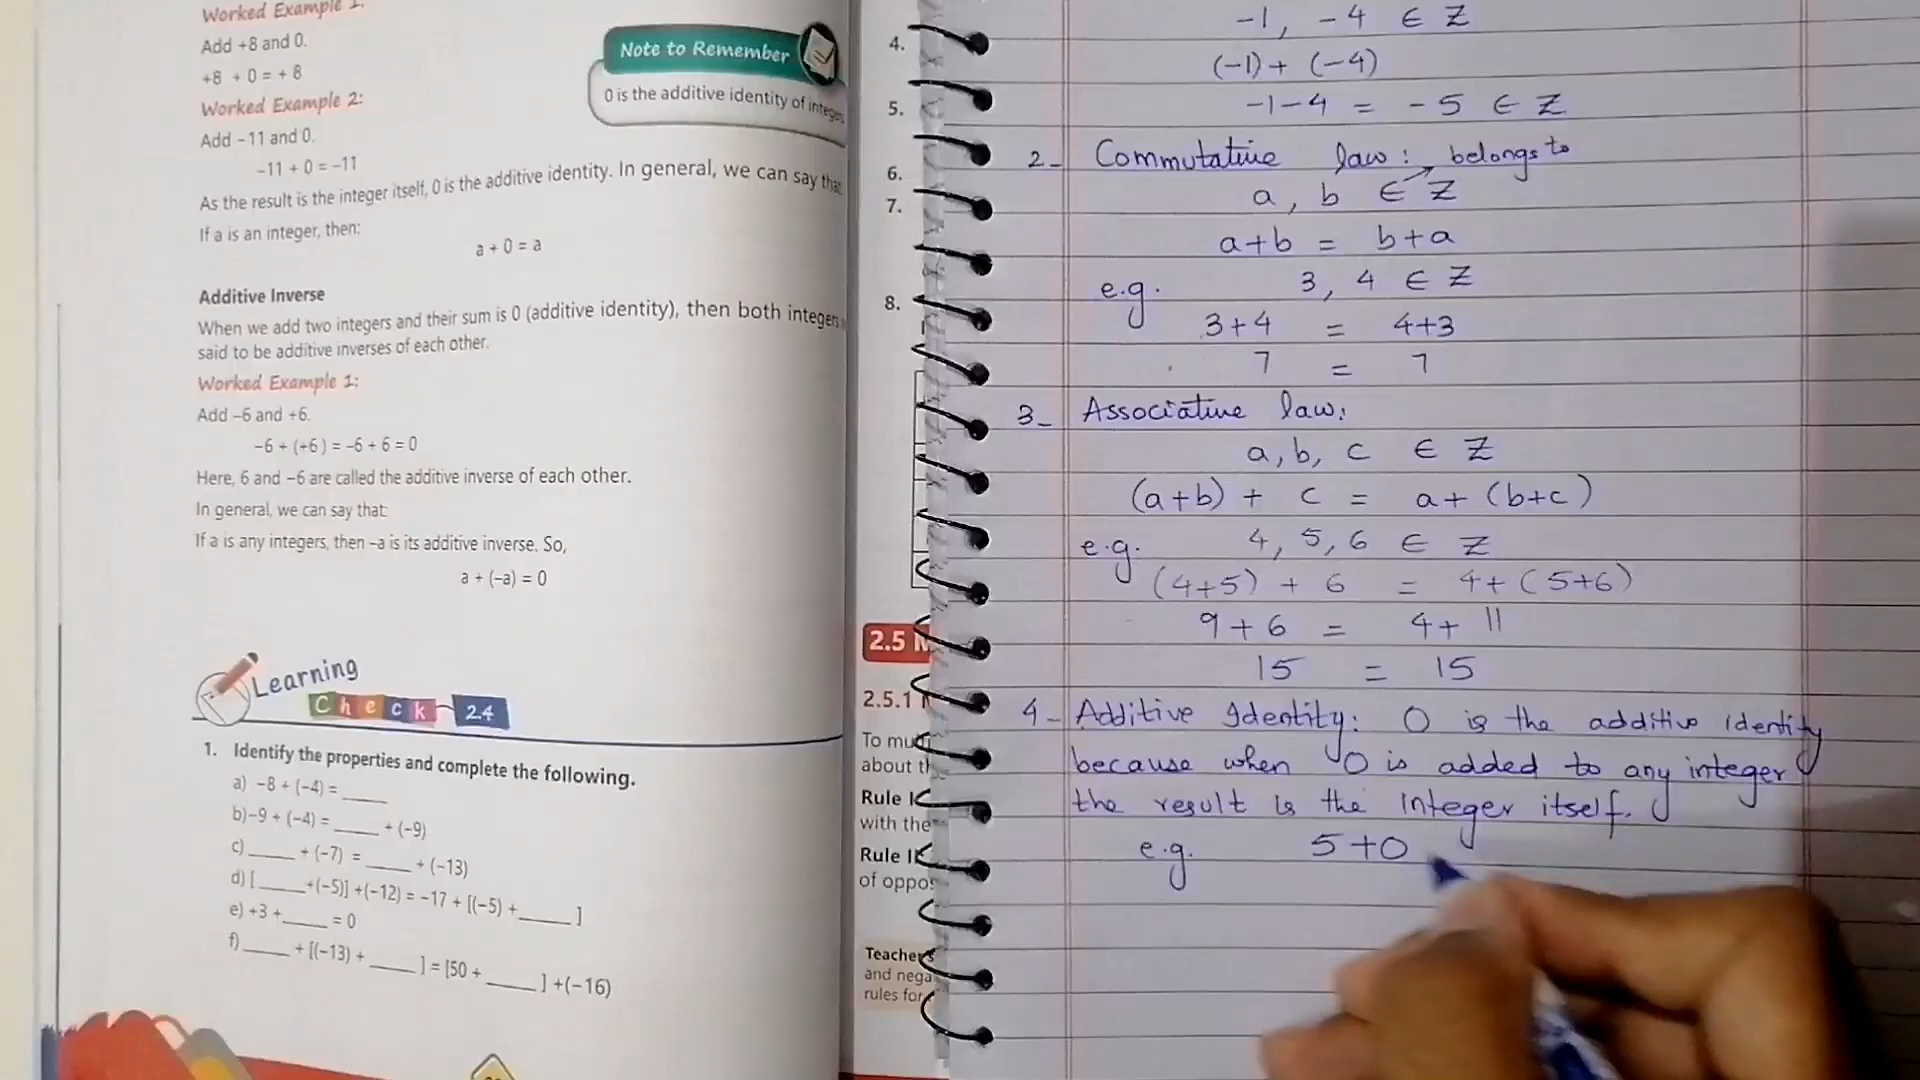 Worked Example 1:
Add +8 and 0.
+8 + 0 = + 8
Worked Example 2:
Add –11 and 0.
–11 + 0 = –11
As the result is the integer itself, 0 is the additive identity. In general, we can say that
If a is an integer, then:
a + 0 = a
Note to Remember
0 is the additive identity of integers
Additive Inverse
When we add two integers and their sum is 0 (additive identity), then both integers
said to be additive inverses of each other.
Worked Example 1:
Add –6 and +6.
–6 + (+6) = –6 + 6 = 0
Here, 6 and –6 are called the additive inverse of each other.
In general, we can say that:
If a is any integers, then –a is its additive inverse. So,
a + (–a) = 0
Learning
Check 2.4
1. Identify the properties and complete the following.
a) –8 + (–4) = ____
b) –9 + (–4) = ____ + (–9)
c) ____ + (–7) = ____ + (–13)
d) [ ____ +(–5)] +(–12) = –17 + [(–5) + ____ ]
e) +3 + ____ = 0
f) ____ + [(–13) + ____ ] = [50 + ____ ] +(–16)
4.
5.
6.
7.
8.
2.5
2.5.1
To
about
Rule
with the
Rule
of
Teachers
and
rules for
-1, -4 ∈ Z
(-1) + (-4)
-1-4 = -5 ∈ Z
2- Commutative law: belongs to
a, b ∈ Z
a+b = b+a
e.g. 3, 4 ∈ Z
3+4 = 4+3
7 = 7
3- Associative law:
a, b, c ∈ Z
(a+b) + c = a+ (b+c)
e.g. 4, 5, 6 ∈ Z
(4+5) + 6 = 4+ (5+6)
9+6 = 4+ 11
15 = 15
4- Additive Identity: 0 is the additive identity
because when 0 is added to any integer
the result is the integer itself.
e.g. 5+0